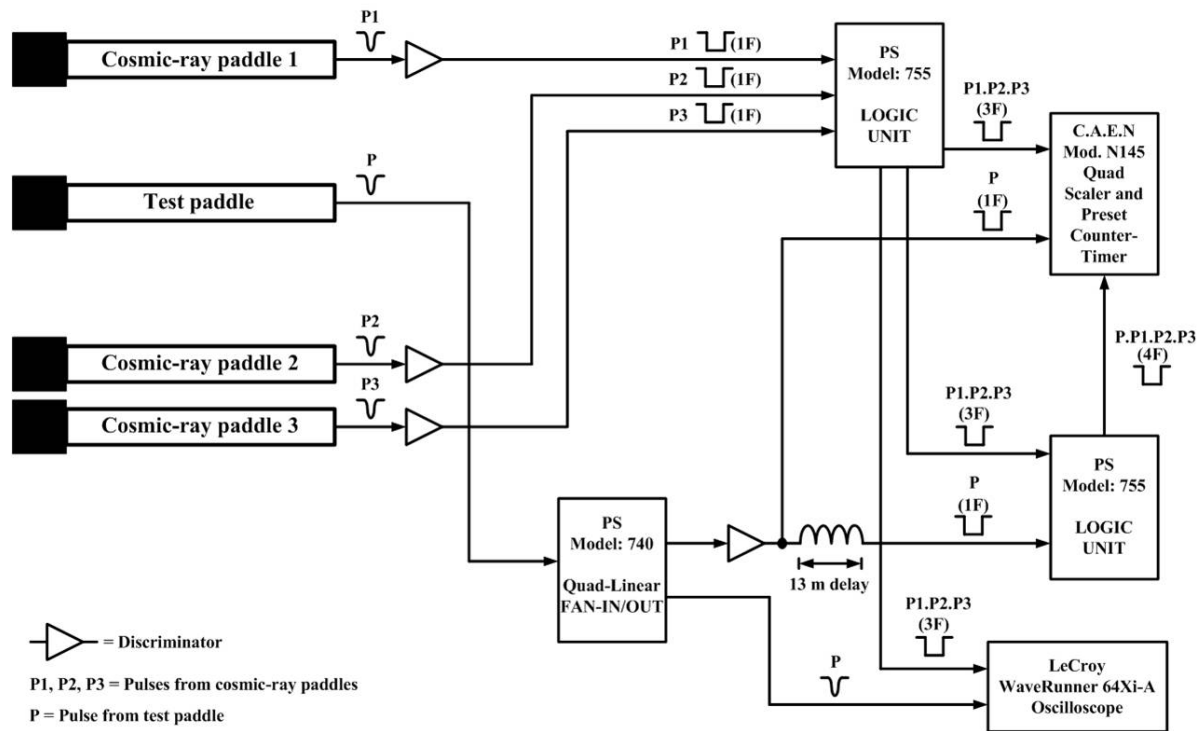 P1
Cosmic-ray paddle 1
P1 (1F)
P2 (1F)
P3 (1F)
PS
Model: 755
LOGIC
UNIT
P1.P2.P3
(3F)
C.A.E.N
Mod. N145
Quad
Scaler and
Preset
Counter-
Timer
P
Test paddle
P
(1F)
P2
Cosmic-ray paddle 2
P3
Cosmic-ray paddle 3
P.P1.P2.P3
(4F)
P1.P2.P3
(3F)
P
(1F)
PS
Model: 755
LOGIC
UNIT
PS
Model: 740
Quad-Linear
FAN-IN/OUT
13 m delay
P1.P2.P3
(3F)
P
LeCroy
WaveRunner 64Xi-A
Oscilloscope
= Discriminator
P1, P2, P3 = Pulses from cosmic-ray paddles
P = Pulse from test paddle